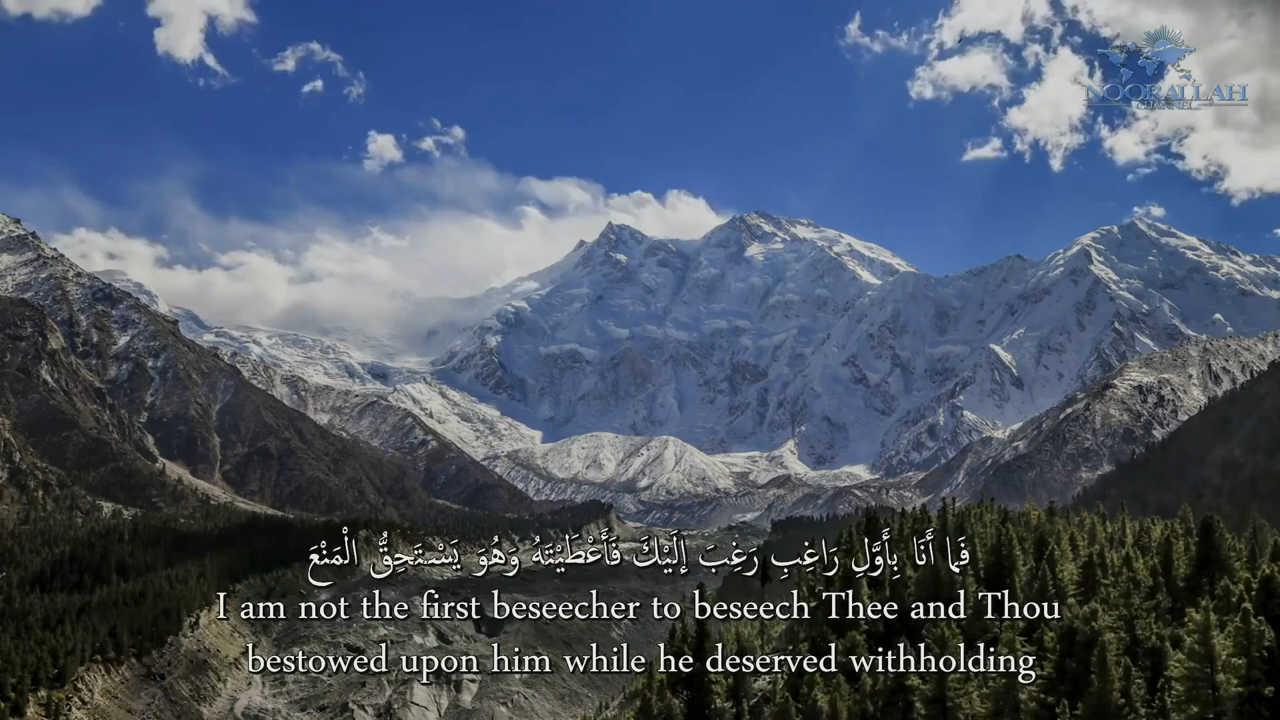 NOORALLAH
CHANNEL
فَمَا أَنَا بِأَوَّلِ رَاغِبٍ رَغِبَ إِلَيْكَ فَأَعْطَيْتَهُ وَهُوَ يَسْتَحِقُّ الْمَنْعَ
I am not the first beseecher to beseech Thee and Thou
bestowed upon him while he deserved withholding